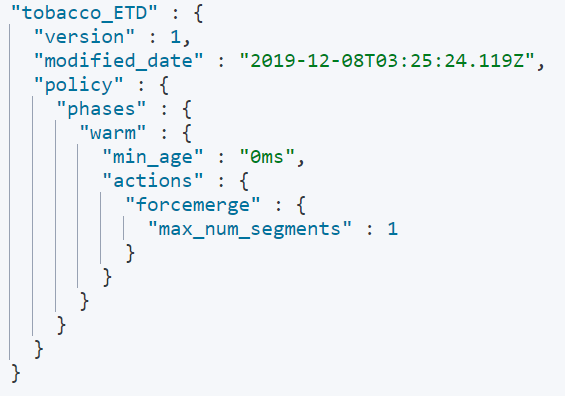 "tobacco_ETD" : {
"version" : 1,
"modified_date" : "2019-12-08T03:25:24.119Z",
"policy" : {
"phases" : {
"warm" : {
"min_age" : "0ms",
"actions" : {
"forcemerge" : {
"max_num_segments" : 1
}
}
}
}
}
}